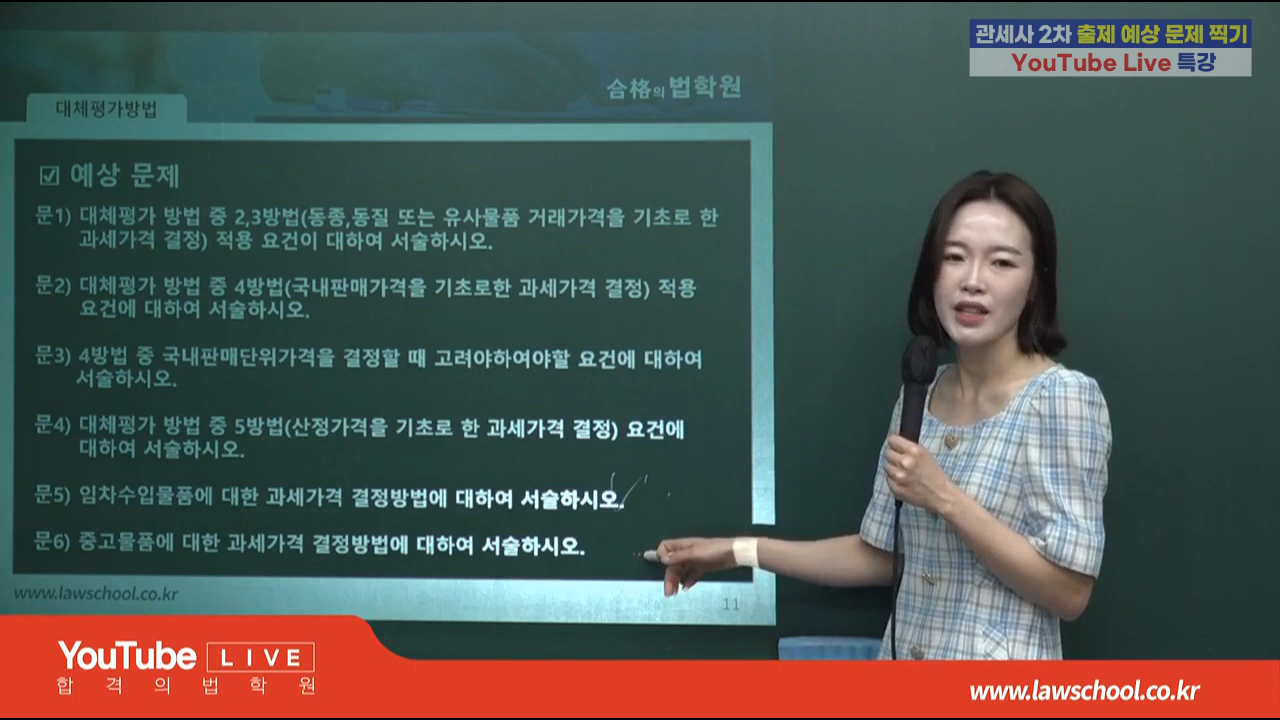 관세사 2차 출제 예상 문제 찍기
YouTube Live 특강
合格의 법학원
대체평가방법
☑ 예상 문제
문1) 대체평가 방법 중 2,3방법(동종,동질 또는 유사물품 거래가격을 기초로 한
과세가격 결정) 적용 요건이 대하여 서술하시오.
문2) 대체평가 방법 중 4방법(국내판매가격을 기초로한 과세가격 결정) 적용
요건에 대하여 서술하시오.
문3) 4방법 중 국내판매단위가격을 결정할 때 고려야하여야할 요건에 대하여
서술하시오.
문4) 대체평가 방법 중 5방법(산정가격을 기초로 한 과세가격 결정) 요건에
대하여 서술하시오.
문5) 임차수입물품에 대한 과세가격 결정방법에 대하여 서술하시오.
문6) 중고물품에 대한 과세가격 결정방법에 대하여 서술하시오.
www.lawschool.co.kr
11
YouTube LIVE
합격의법학원
www.lawschool.co.kr